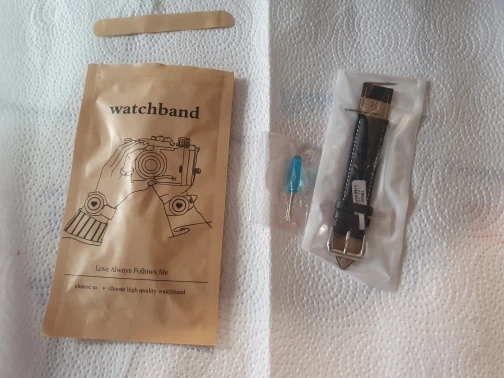 watchband
Love Always Follows Me
choose us • choose high quality watchband